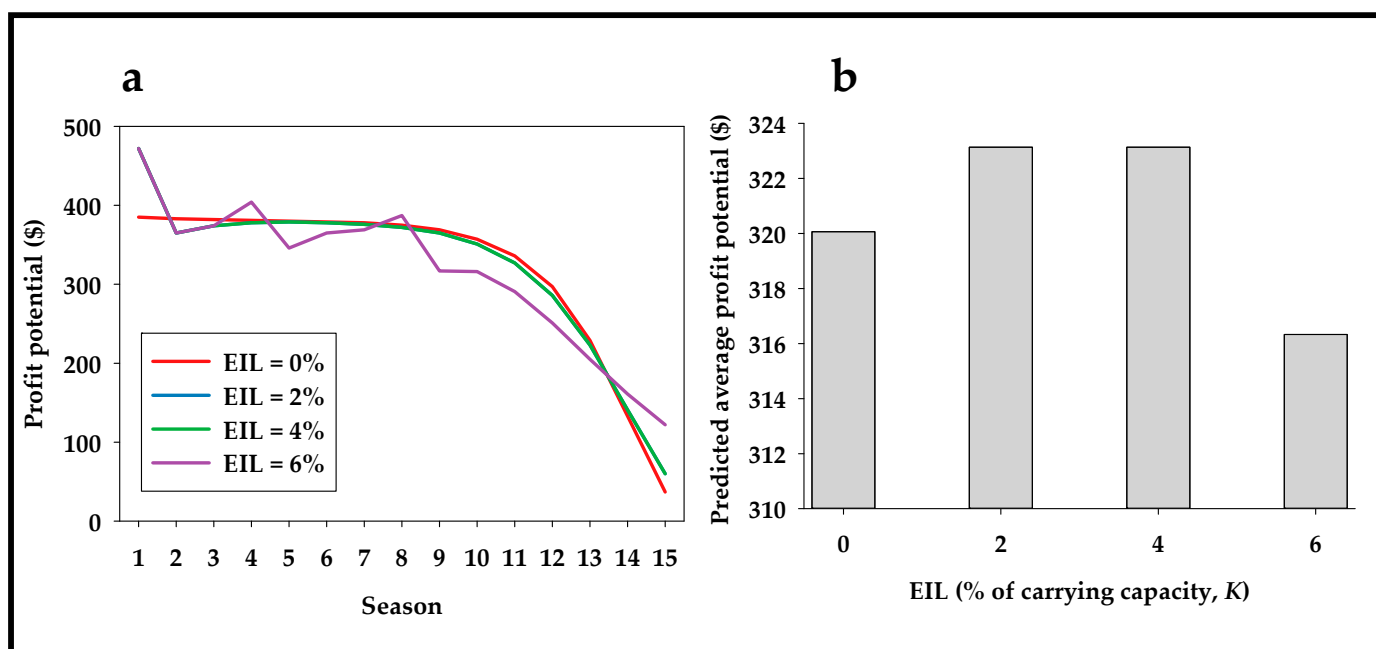 a
Profit potential ($)
500
400
300
200
100
0
EIL = 0%
EIL = 2%
EIL = 4%
EIL = 6%
1 2 3 4 5 6 7 8 9 10 11 12 13 14 15
Season
b
Predicted average profit potential ($)
324
322
320
318
316
314
312
310
0 2 4 6
EIL (% of carrying capacity, K)